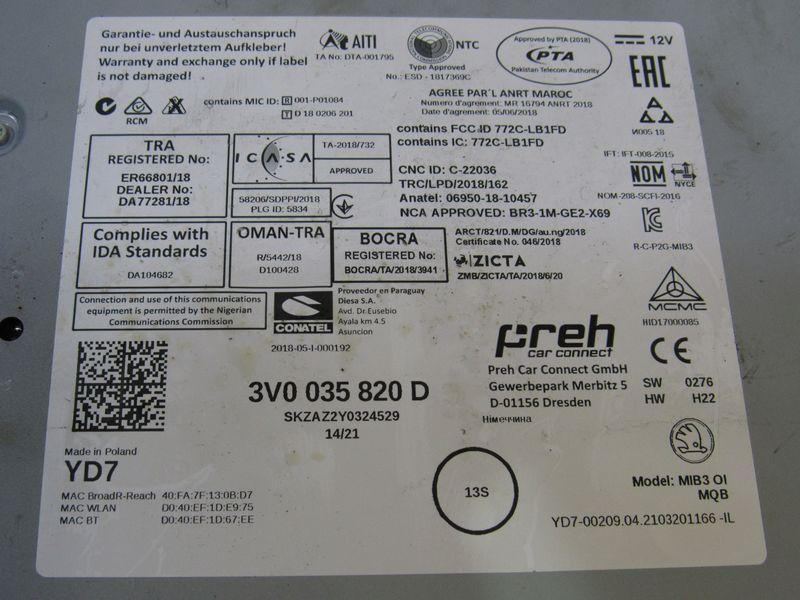 Garantie- und Austauschanspruch
nur bei unverletztem Aufkleber!
Warranty and exchange only if label
is not damaged!
AITI
TA No: DTA-001795
NTC
Type Approved
No.: ESD - 1817369C
Approved by PTA (2018)
PTA
Pakistan Telecom Authority
12V
EAC
RCM
contains MIC ID: R 001-P01084
T D 18 0206 201
AGREE PAR'L ANRT MAROC
Numero d'agrement: MR 16794 ANRT 2018
Date d'agrement: 05/06/2018
И005 18
TRA
REGISTERED No:
ER66801/18
DEALER No:
DA77281/18
ICASA
TA-2018/732
APPROVED
contains FCC ID 772C-LB1FD
contains IC: 772C-LB1FD
IFT: IFT-008-2015
NOM
NYCE
NOM-208-SCFI-2016
58206/SDPPI/2018
PLG ID: 5834
CNC ID: C-22036
TRC/LPD/2018/162
Anatel: 06950-18-10457
NCA APPROVED: BR3-1M-GE2-X69
R-C-P2G-MIB3
Complies with
IDA Standards
DA104682
OMAN-TRA
R/5442/18
D100428
BOCRA
REGISTERED No:
BOCRA/TA/2018/3941
ARCT/821/D.M/DG/au.ng/2018
Certificate No. 046/2018
ZICTA
ZMB/ZICTA/TA/2018/6/20
MCMC
HID17000085
Connection and use of this communications
equipment is permitted by the Nigerian
Communications Commission
CONATEL
Proveedor en Paraguay
Diesa S.A.
Avd. Dr.Eusebio
Ayala km 4.5
Asuncion
2018-05-I-000192
preh
car connect
Preh Car Connect GmbH
Gewerbepark Merbitz 5
D-01156 Dresden
Німеччина
CE
SW 0276
HW H22
3V0 035 820 D
SKZAZ2Y0324529
14/21
Made in Poland
YD7
MAC BroadR-Reach 40:FA:7F:13:0B:D7
MAC WLAN D0:40:EF:1D:E9:75
MAC BT D0:40:EF:1D:67:EE
13S
Model: MIB3 OI
MQB
YD7-00209.04.2103201166 -IL